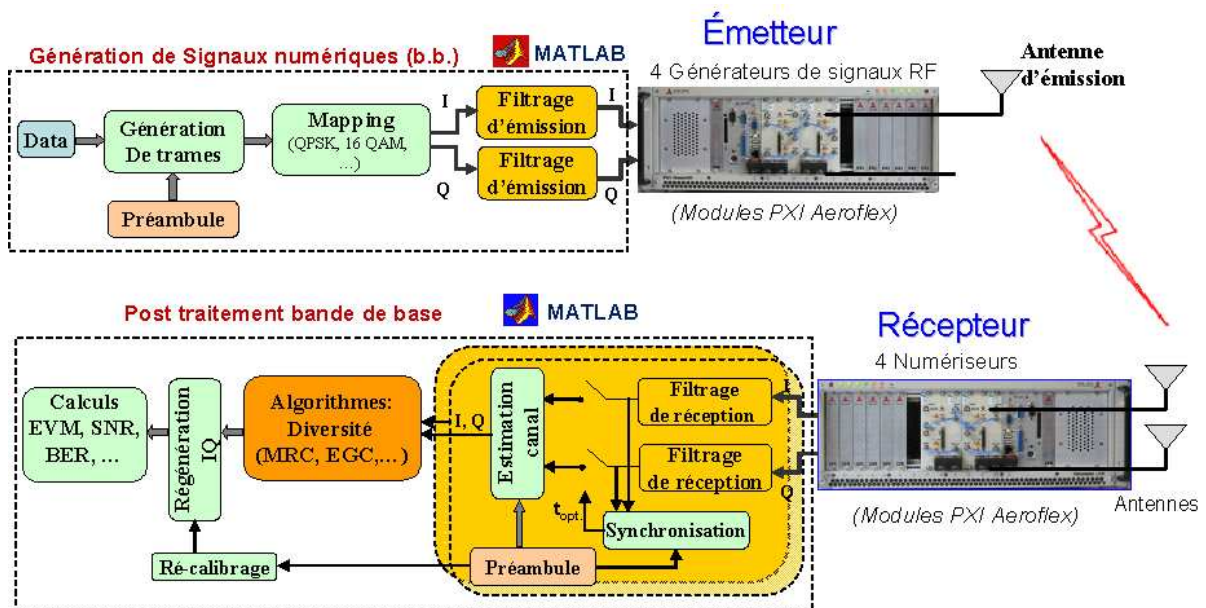 Génération de Signaux numériques (b.b.)
MATLAB
Émetteur
4 Générateurs de signaux RF
Antenne
d'émission
Data
Génération
De trames
Mapping
(QPSK, 16 QAM,
...)
I
Q
Filtrage
d'émission
Filtrage
d'émission
I
Q
Préambule
(Modules PXI Aeroflex)
Post traitement bande de base
MATLAB
Récepteur
4 Numériseurs
Calculs
EVM, SNR,
BER, ...
Régénération
IQ
Algorithmes:
Diversité
(MRC, EGC,...)
I, Q
Estimation
canal
Filtrage
de réception
Filtrage
de réception
I
Q
topt.
Synchronisation
Ré-calibrage
Préambule
(Modules PXI Aeroflex)
Antennes